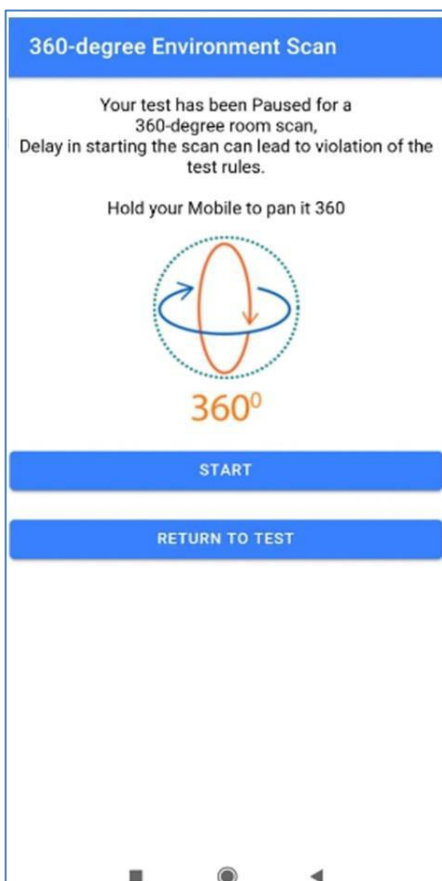 360-degree Environment Scan
Your test has been Paused for a
360-degree room scan,
Delay in starting the scan can lead to violation of the
test rules.
Hold your Mobile to pan it 360
360⁰
START
RETURN TO TEST